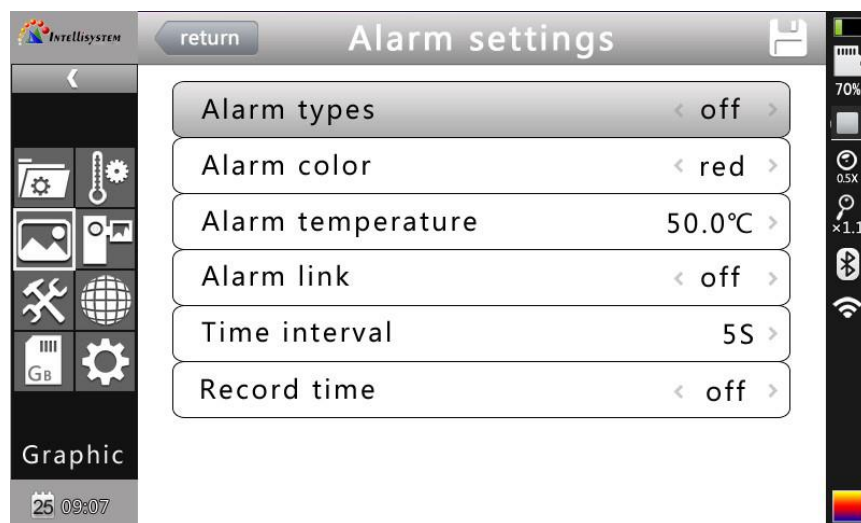 INTELLISYSTEM
return
Alarm settings
Alarm types
off
Alarm color
red
Alarm temperature
50.0℃
Alarm link
off
Time interval
5S
Record time
off
GB
Graphic
25 09:07
70%
0.5X
×1.1